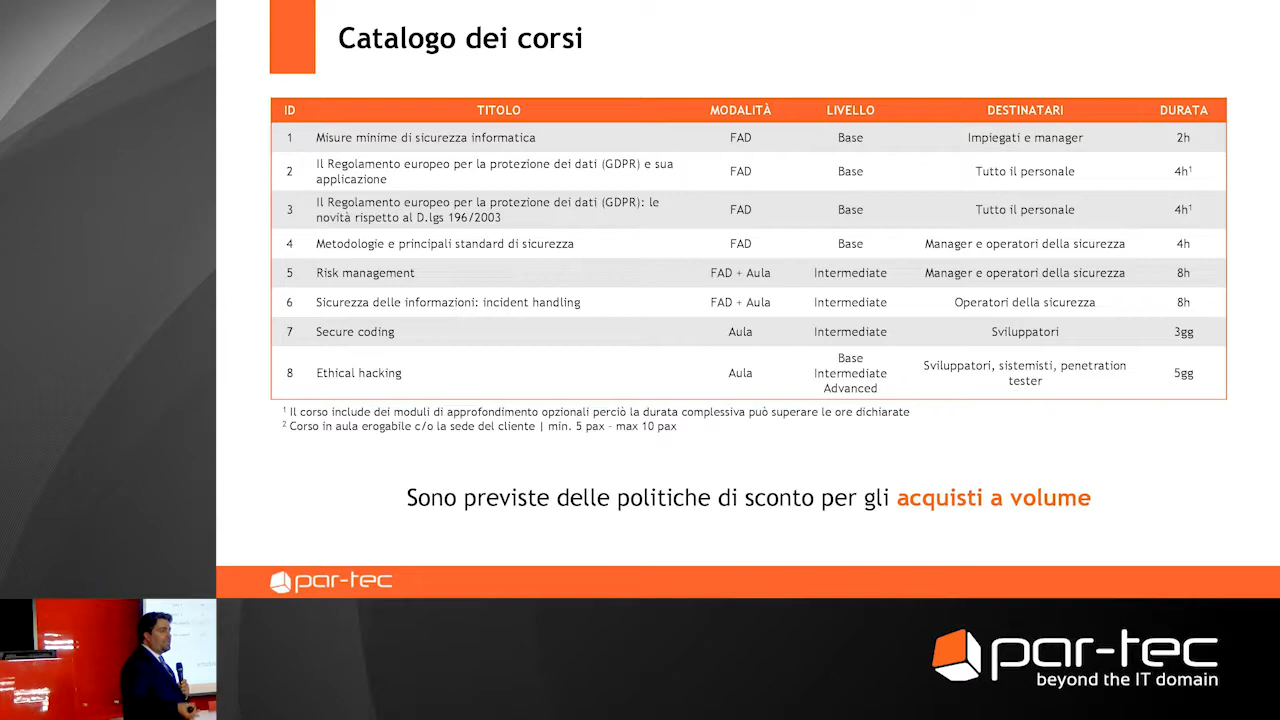 Catalogo dei corsi
ID TITOLO MODALITÀ LIVELLO DESTINATARI DURATA
1 Misure minime di sicurezza informatica FAD Base Impiegati e manager 2h
2 Il Regolamento europeo per la protezione dei dati (GDPR) e sua applicazione FAD Base Tutto il personale 4h¹
3 Il Regolamento europeo per la protezione dei dati (GDPR): le novità rispetto al D.lgs 196/2003 FAD Base Tutto il personale 4h¹
4 Metodologie e principali standard di sicurezza FAD Base Manager e operatori della sicurezza 4h
5 Risk management FAD + Aula Intermediate Manager e operatori della sicurezza 8h
6 Sicurezza delle informazioni: incident handling FAD + Aula Intermediate Operatori della sicurezza 8h
7 Secure coding Aula Intermediate Sviluppatori 3gg
8 Ethical hacking Aula Base Intermediate Advanced Sviluppatori, sistemisti, penetration tester 5gg
¹ Il corso include dei moduli di approfondimento opzionali perciò la durata complessiva può superare le ore dichiarate
² Corso in aula erogabile c/o la sede del cliente | min. 5 pax - max 10 pax
Sono previste delle politiche di sconto per gli acquisti a volume
par-tec
par-tec
beyond the IT domain